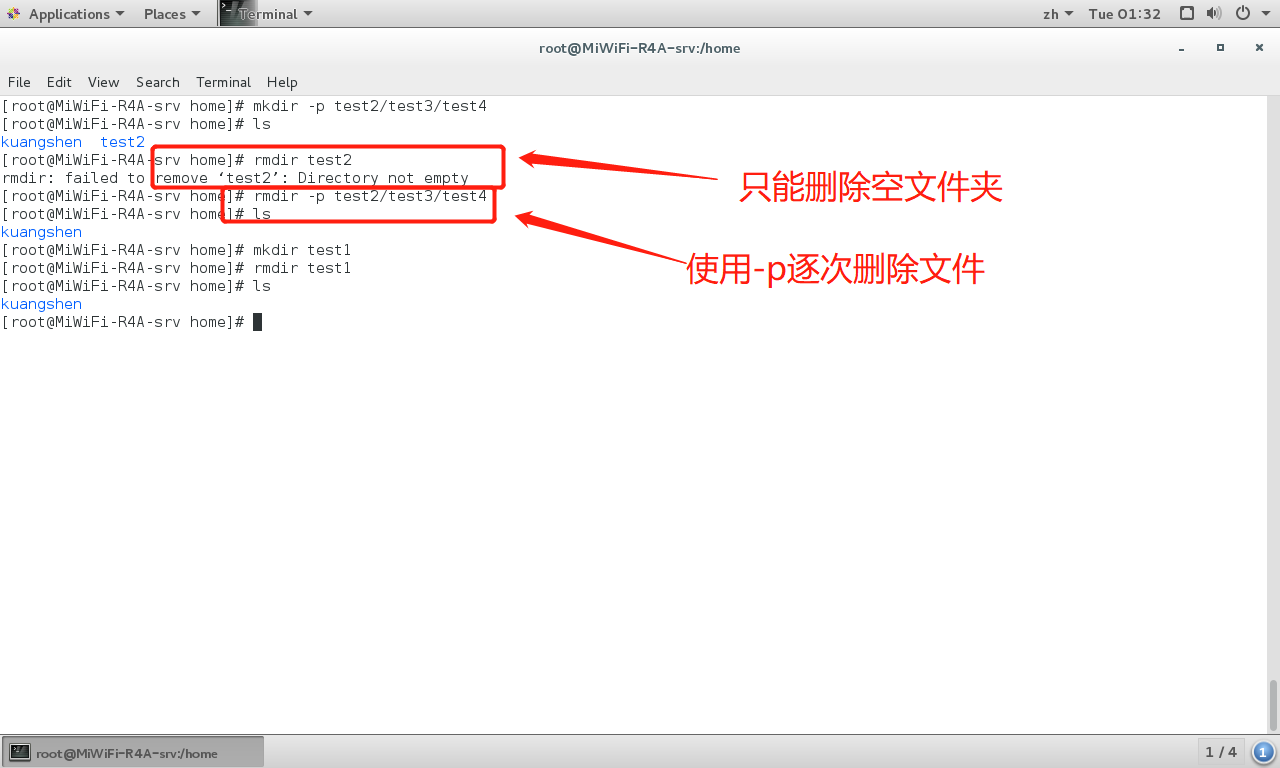 Applications Places Terminal zh Tue 01:32
root@MiWiFi-R4A-srv:/home
File Edit View Search Terminal Help
[root@MiWiFi-R4A-srv home]# mkdir -p test2/test3/test4
[root@MiWiFi-R4A-srv home]# ls
kuangshen  test2
[root@MiWiFi-R4A-srv home]# rmdir test2
rmdir: failed to remove ‘test2’: Directory not empty
[root@MiWiFi-R4A-srv home]# rmdir -p test2/test3/test4
只能删除空文件夹
[root@MiWiFi-R4A-srv home]# ls
kuangshen
[root@MiWiFi-R4A-srv home]# mkdir test1
[root@MiWiFi-R4A-srv home]# rmdir test1
使用-p逐次删除文件
[root@MiWiFi-R4A-srv home]# ls
kuangshen
[root@MiWiFi-R4A-srv home]#
root@MiWiFi-R4A-srv:/home 1 / 4 1